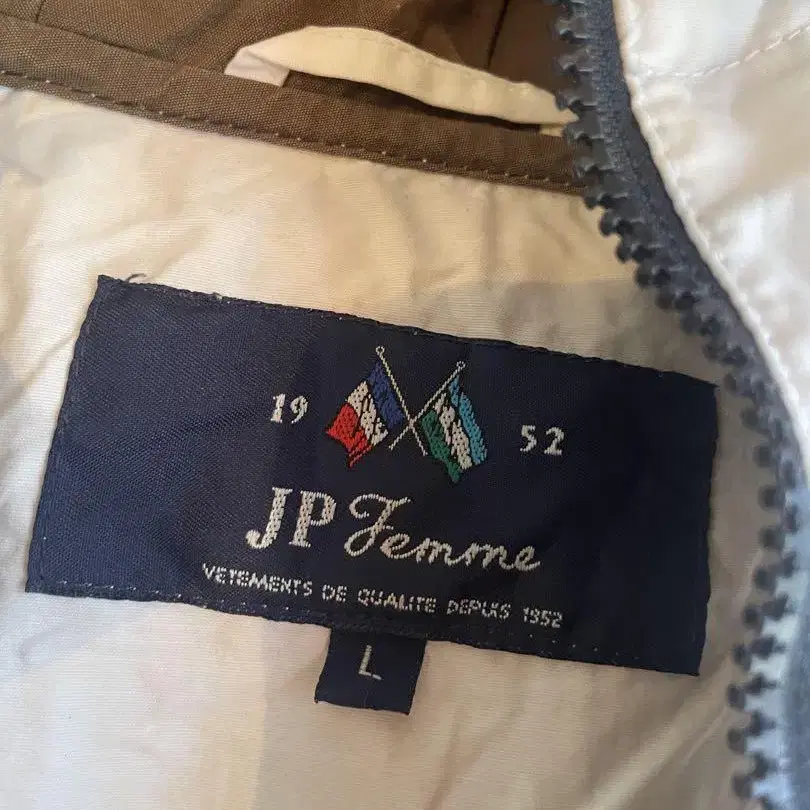 19 52
JP Femme
VETEMENTS DE QUALITE DEPUIS 1952
L